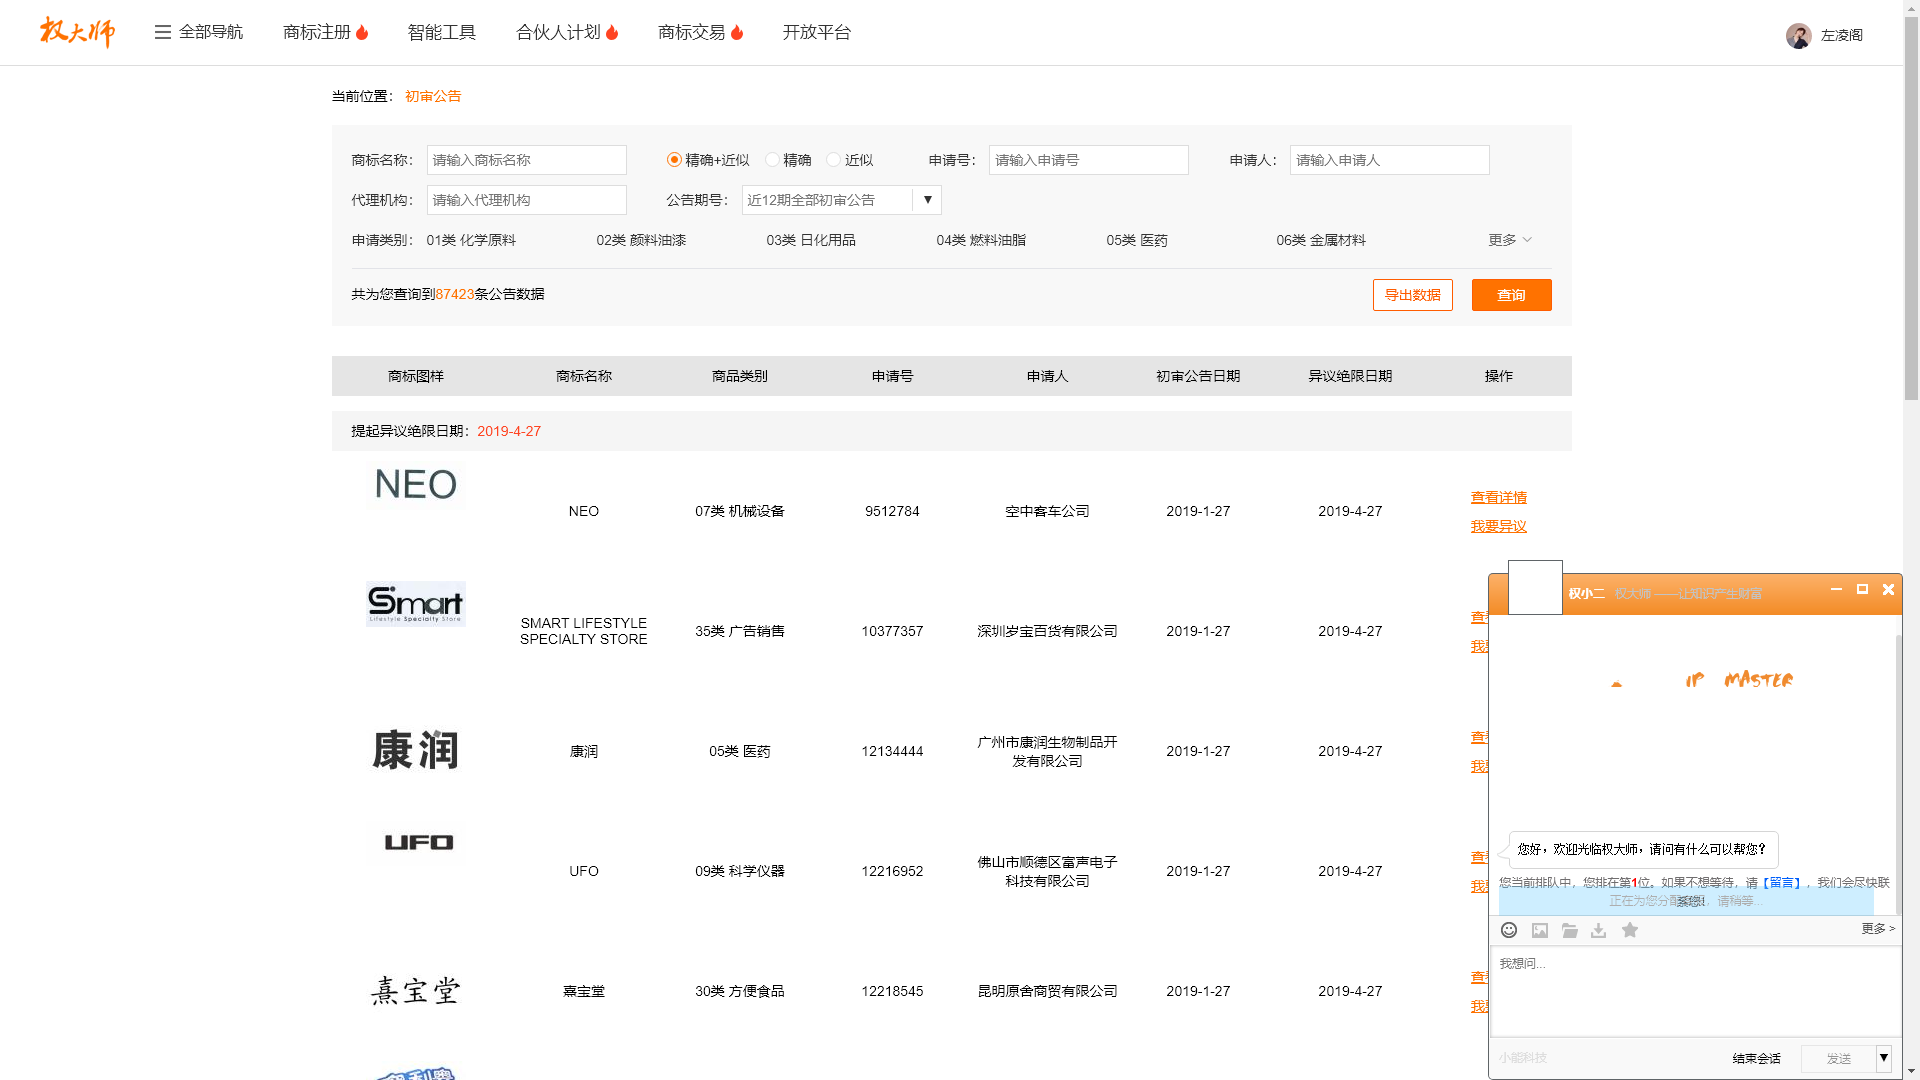 权大师
全部导航
商标注册
智能工具
合伙人计划
商标交易
开放平台
左凌阁
当前位置： 初审公告
商标名称： 请输入商标名称 精确+近似 精确 近似 申请号： 请输入申请号 申请人： 请输入申请人
代理机构： 请输入代理机构 公告期号： 近12期全部初审公告
申请类别： 01类 化学原料 02类 颜料油漆 03类 日化用品 04类 燃料油脂 05类 医药 06类 金属材料 更多
共为您查询到87423条公告数据 导出数据 查询
商标图样 商标名称 商品类别 申请号 申请人 初审公告日期 异议绝限日期 操作
提起异议绝限日期：2019-4-27
NEO
NEO 07类 机械设备 9512784 空中客车公司 2019-1-27 2019-4-27 查看详情
我要异议
Smart
Lifestyle Specialty Store
SMART LIFESTYLE
SPECIALTY STORE
35类 广告销售 10377357 深圳岁宝百货有限公司 2019-1-27 2019-4-27
查
我
康润
康润 05类 医药 12134444 广州市康润生物制品开
发有限公司
2019-1-27 2019-4-27
查
我
UFO
UFO 09类 科学仪器 12216952 佛山市顺德区富声电子
科技有限公司
2019-1-27 2019-4-27
查
我
熹宝堂
熹宝堂 30类 方便食品 12218545 昆明原舍商贸有限公司 2019-1-27 2019-4-27
查
我
权小二 权大师 ——让知识产生财富
IP MASTER
您好，欢迎光临权大师，请问有什么可以帮您？
您当前排队中，您排在第1位。如果不想等待，请【留言】，我们会尽快联
系您！
正在为您分配 ，请稍等...
更多 >
我想问...
小能科技 结束会话 发送